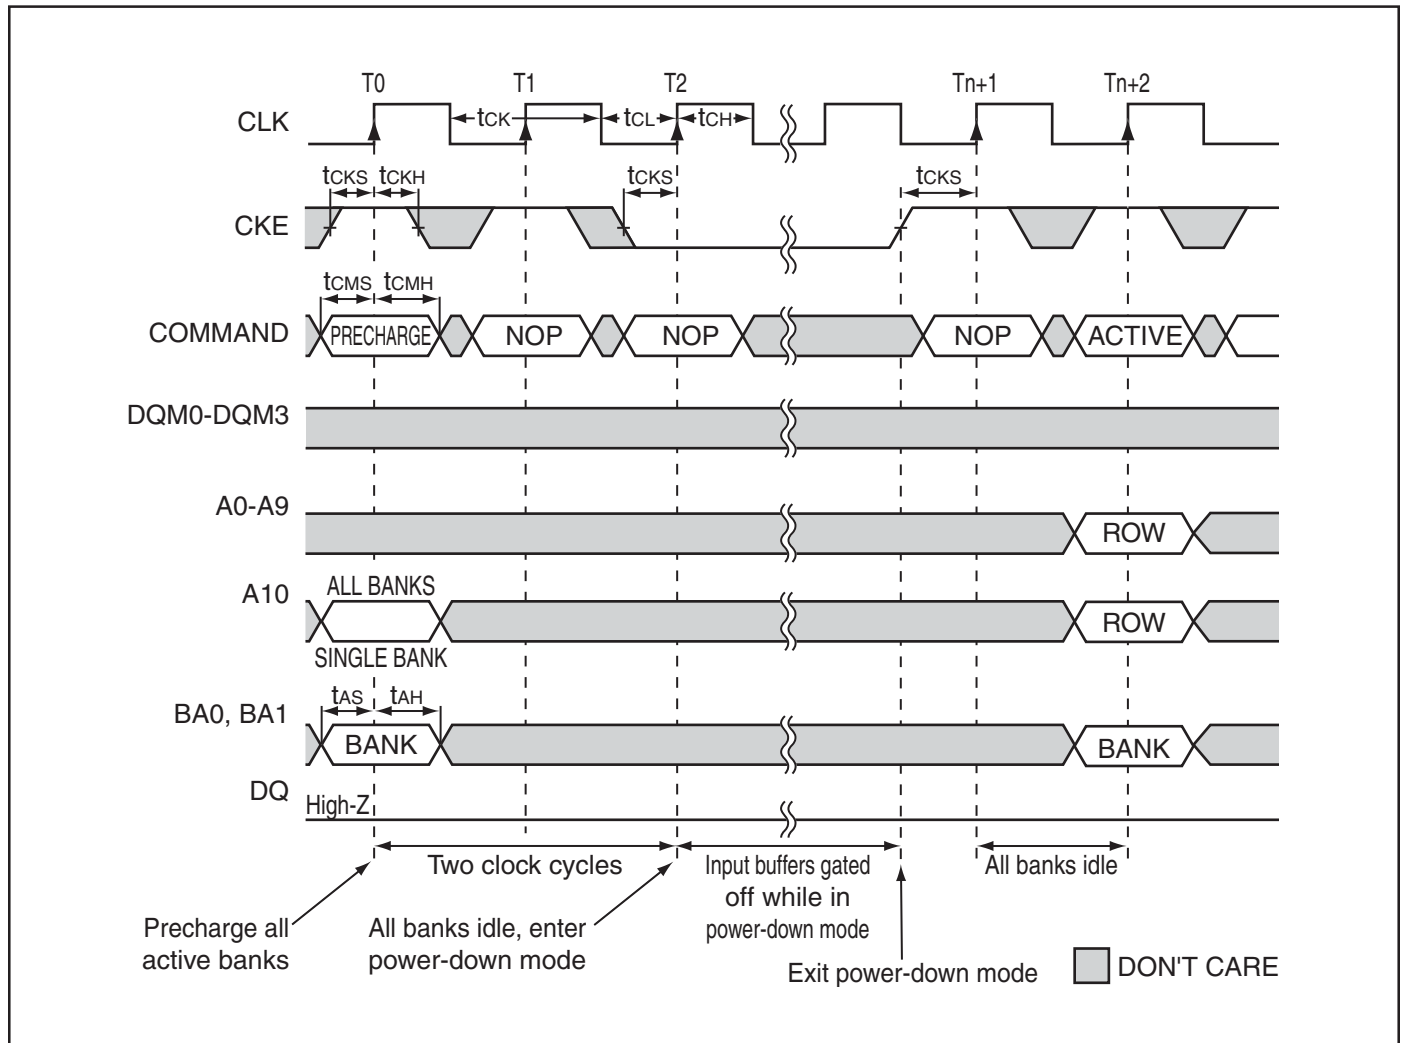 T0 T1 T2 Tn+1 Tn+2
CLK tCK tCL tCH
tCKS tCKH tCKS tCKS
CKE
tCMS tCMH
COMMAND PRECHARGE NOP NOP NOP ACTIVE
DQM0-DQM3
A0-A9 ROW
ALL BANKS
A10 ROW
SINGLE BANK
tAS tAH
BA0, BA1 BANK BANK
DQ High-Z
Two clock cycles
Input buffers gated
off while in
power-down mode
All banks idle
Precharge all
active banks
All banks idle, enter
power-down mode
Exit power-down mode
DON'T CARE